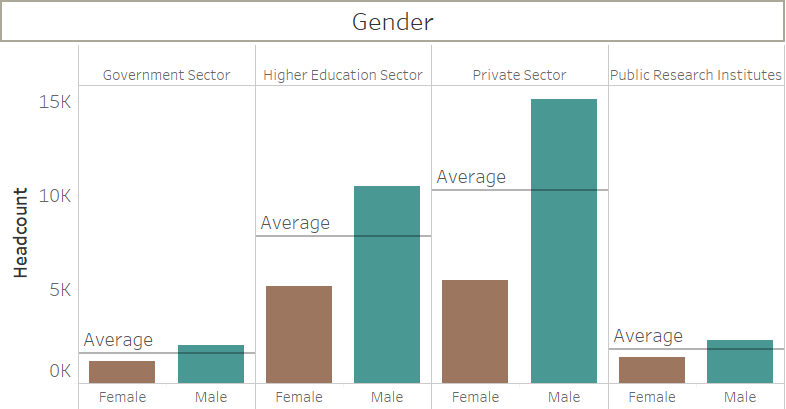 Gender
Government Sector Higher Education Sector Private Sector Public Research Institutes
15K
Average
10K
Average
Headcount
5K
Average Average
0K
Female Male Female Male Female Male Female Male